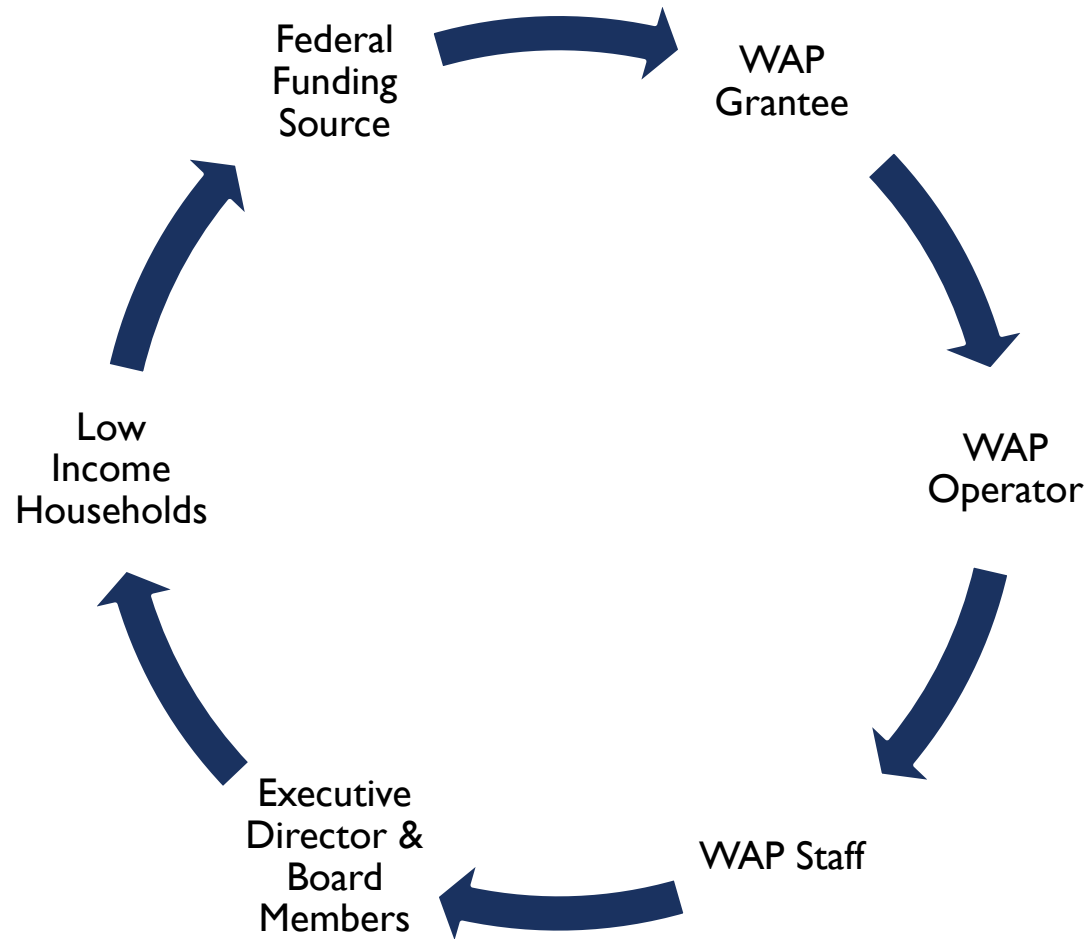 Federal
Funding
Source
WAP
Grantee
WAP
Operator
WAP Staff
Executive
Director &
Board
Members
Low
Income
Households